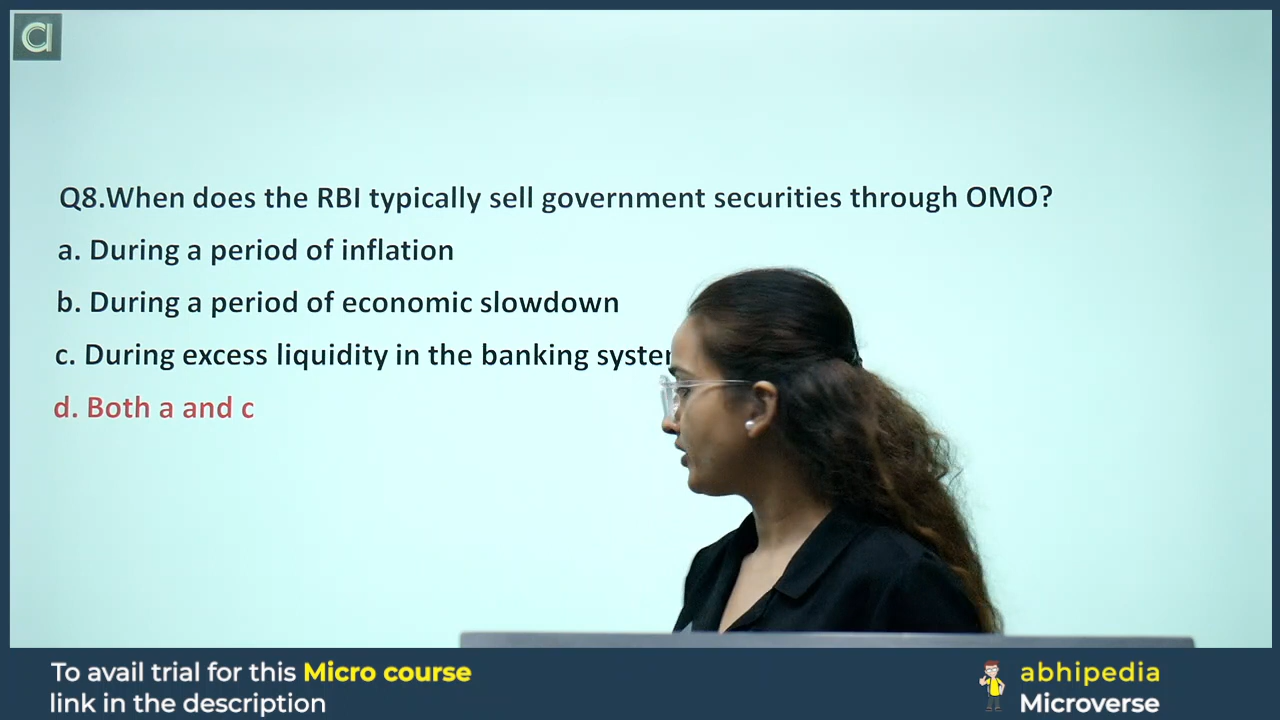 Q8.When does the RBI typically sell government securities through OMO?
a. During a period of inflation
b. During a period of economic slowdown
c. During excess liquidity in the banking
d. Both a and c
To avail trial for this Micro course
link in the description
abhipedia
Microverse